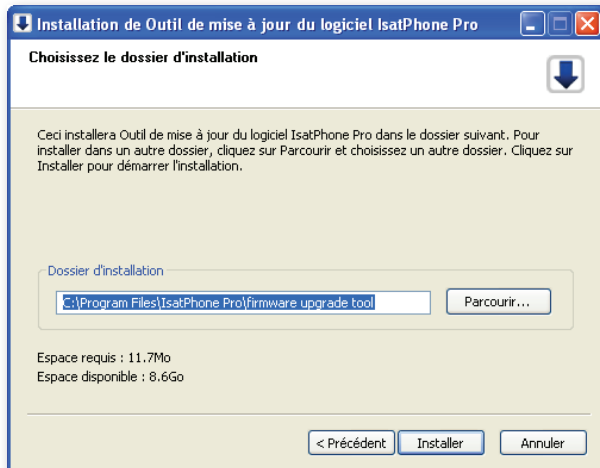 Installation de Outil de mise à jour du logiciel IsatPhone Pro
Choisissez le dossier d'installation
Ceci installera Outil de mise à jour du logiciel IsatPhone Pro dans le dossier suivant. Pour
installer dans un autre dossier, cliquez sur Parcourir et choisissez un autre dossier. Cliquez sur
Installer pour démarrer l'installation.
Dossier d'installation
C:\Program Files\IsatPhone Pro\firmware upgrade tool
Parcourir...
Espace requis : 11.7Mo
Espace disponible : 8.6Go
< Précédent
Installer
Annuler